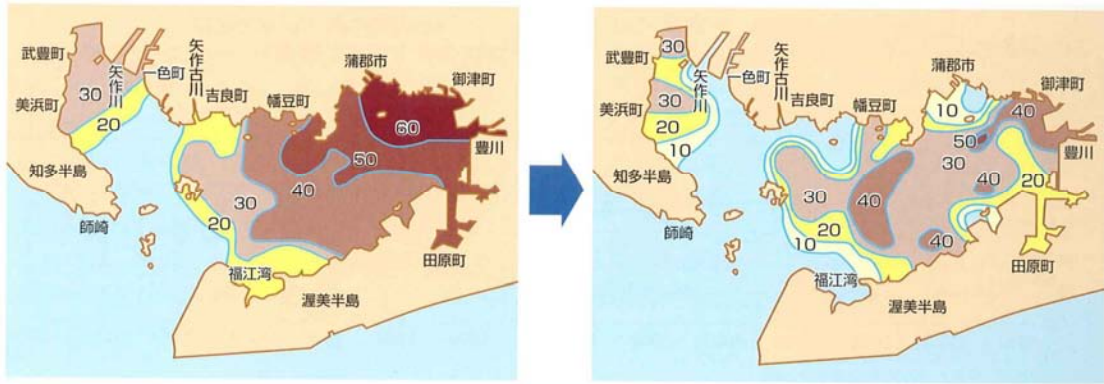 武豊町
矢作川
一色町
矢作古川
吉良町
幡豆町
蒲郡市
御津町
美浜町
30
20
60
50
40
30
20
豊川
知多半島
師崎
田原町
福江湾
渥美半島
30
武豊町
矢作川
一色町
矢作古川
吉良町
幡豆町
蒲郡市
御津町
10
40
美浜町
30
20
10
50
30
豊川
知多半島
30
40
40
20
師崎
20
10
40
田原町
福江湾
渥美半島